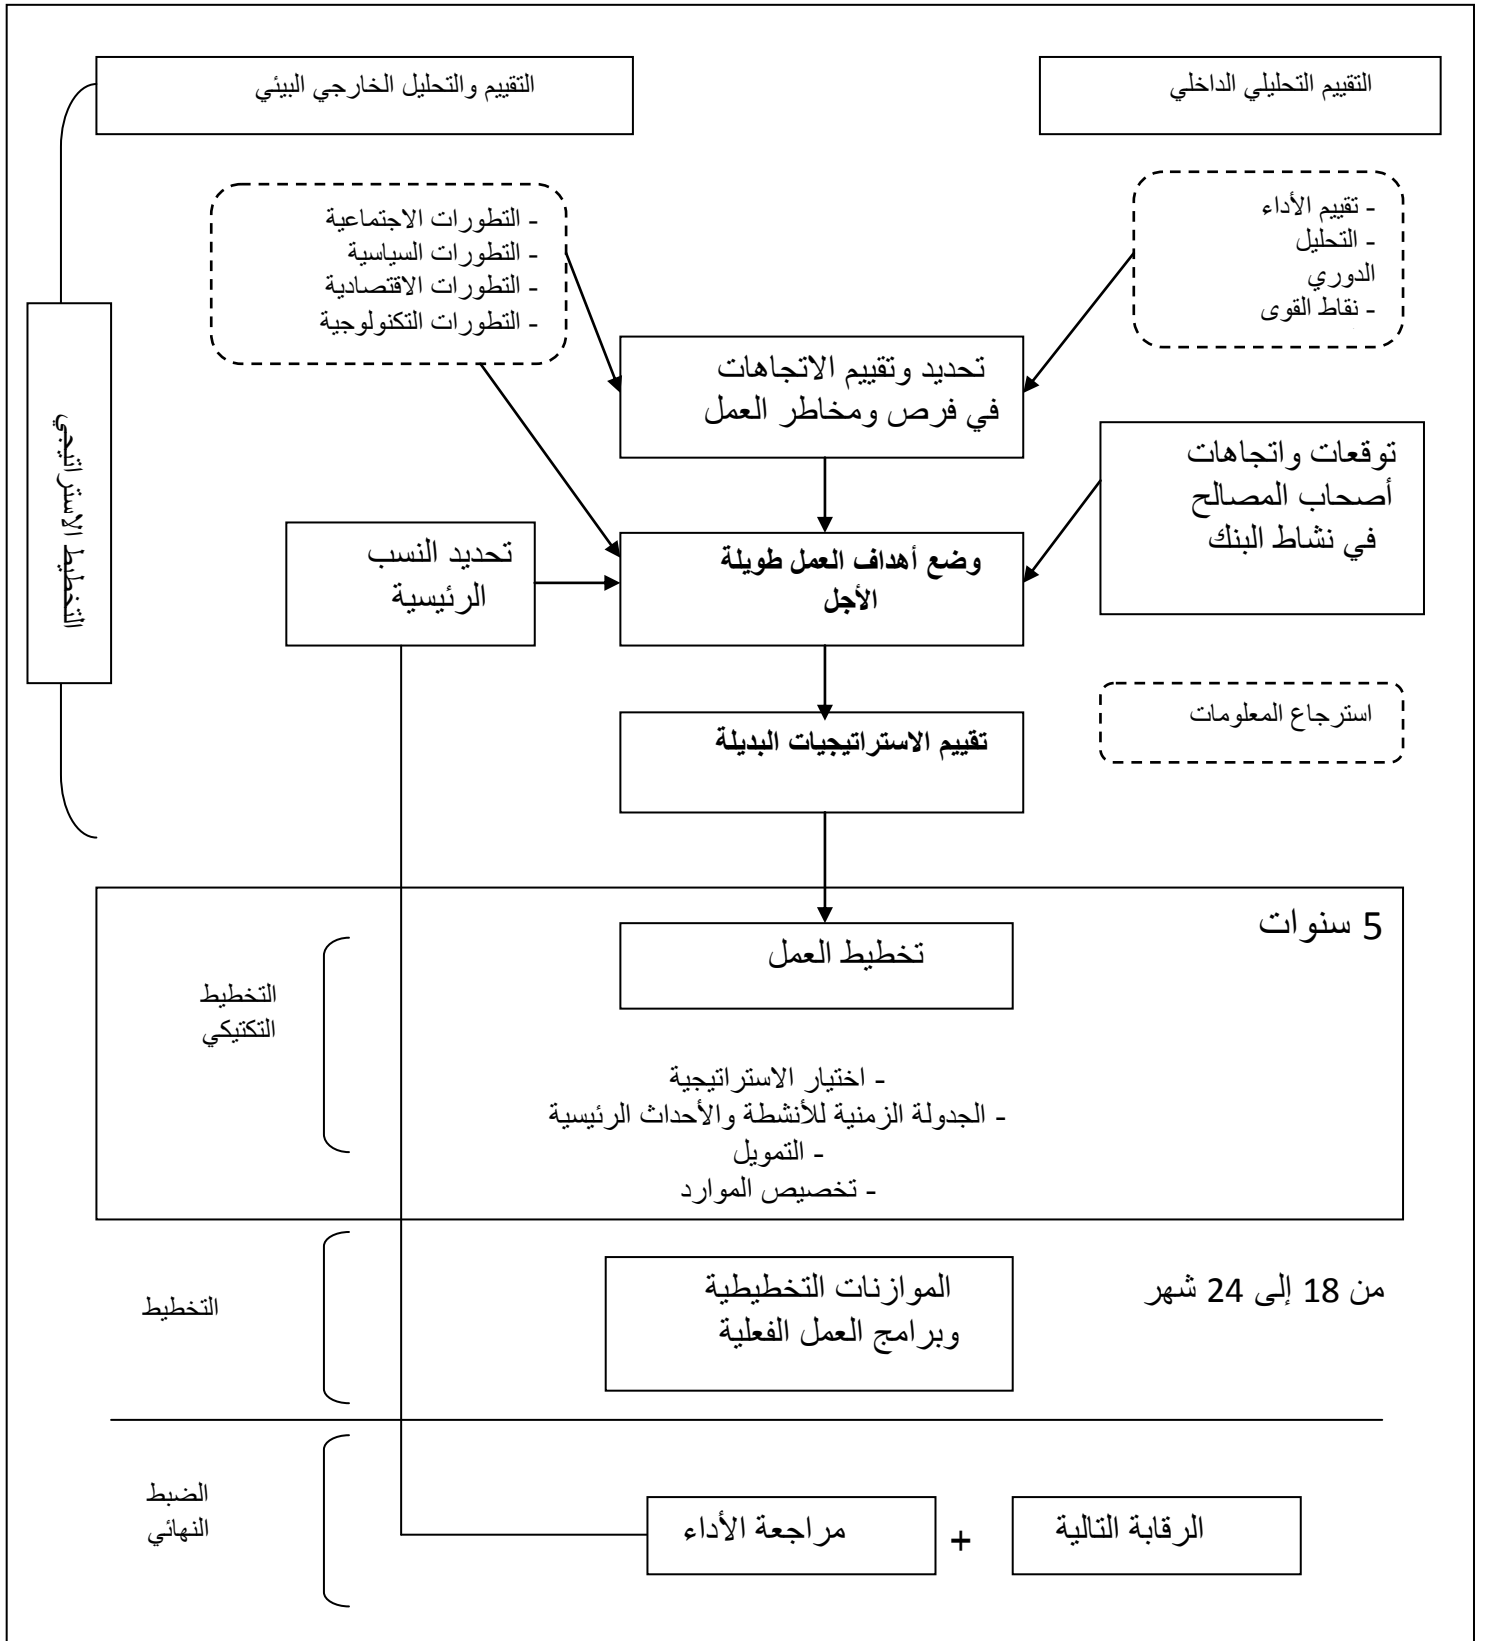 التقييم التحليلي الداخلي
التقييم والتحليل الخارجي البيئي
- تقييم الأداء
- التحليل
الدوري
- نقاط القوى
- التطورات الاجتماعية
- التطورات السياسية
- التطورات الاقتصادية
- التطورات التكنولوجية
تحديد وتقييم الاتجاهات
في فرص ومخاطر العمل
توقعات واتجاهات
أصحاب المصالح
في نشاط البنك
وضع أهداف العمل طويلة
الأجل
تحديد النسب
الرئيسية
التخطيط الاستراتيجي
استرجاع المعلومات
تقييم الاستراتيجيات البديلة
5 سنوات
تخطيط العمل
التخطيط
التكتيكي
- اختيار الاستراتيجية
- الجدولة الزمنية للأنشطة والأحداث الرئيسية
- التمويل
- تخصيص الموارد
من 18 إلى 24 شهر
الموازنات التخطيطية
وبرامج العمل الفعلية
التخطيط
الرقابة التالية
+
مراجعة الأداء
الضبط
النهائي